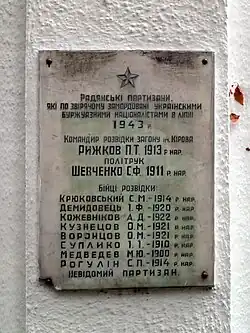 Радянські партизани,
які по звірячому замордовані українськими
буржуазними націоналістами в липні
1943 р.
Командир розвідки загону ім. Кірова
Рижков П.Т. 1913 р. нар.
Політрук
Шевченко С.Ф. 1911 р. нар.
Бійці розвідки:
Крюковський С.М.-1914 р. нар.
Демидовець І.Ф.-1920 р. нар.
Кожевніков А.Д.-1922 р. нар.
Кузнецов О.М.-1921 р. нар.
Воронцов О.М.-1921 р. нар.
Суплико І.І.-1910 р. нар.
Медведев М.Ю.-1900 р. нар.
Рогулін С.П.-1914 р. нар.
Невідомий партизан.